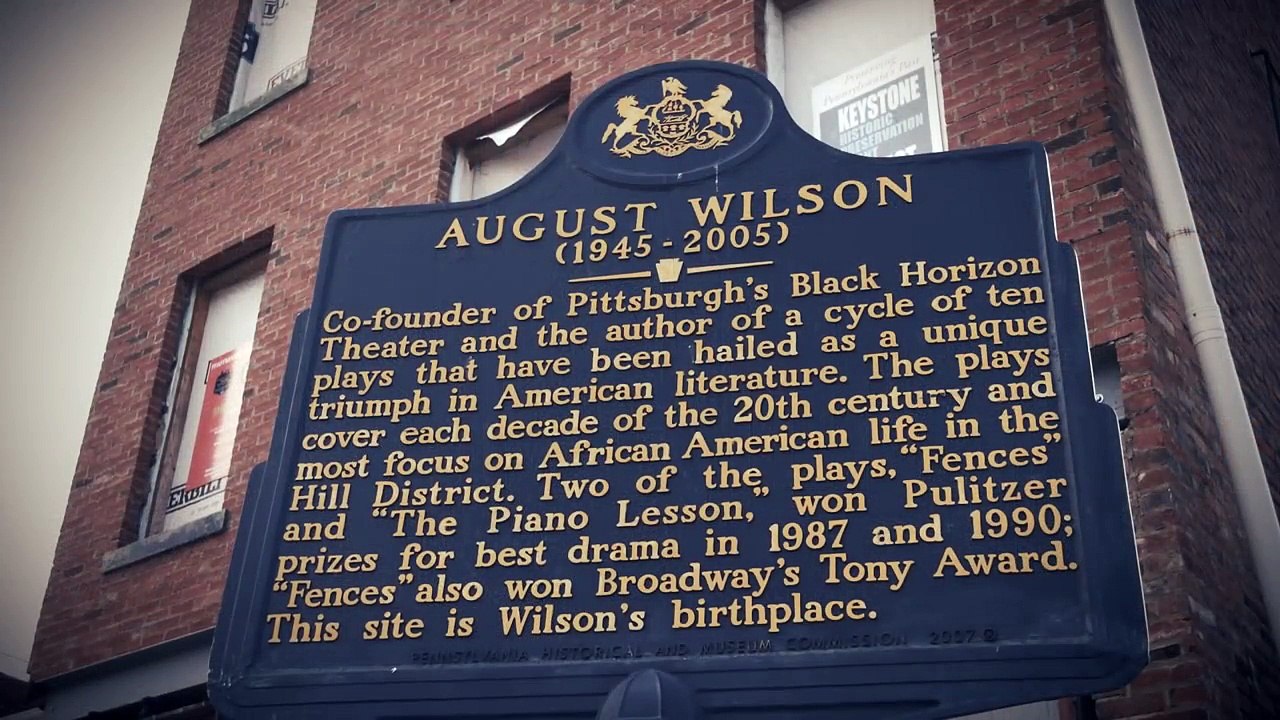 Preserving
Pennsylvania's Past
KEYSTONE
HISTORIC
PRESERVATION
AUGUST WILSON
(1945 - 2005)
Co-founder of Pittsburgh's Black Horizon
Theater and the author of a cycle of ten
plays that have been hailed as a unique
triumph in American literature. The plays
cover each decade of the 20th century and
most focus on African American life in the
Hill District. Two of the plays, “Fences”
and “The Piano Lesson,” won Pulitzer
prizes for best drama in 1987 and 1990;
“Fences” also won Broadway's Tony Award.
This site is Wilson's birthplace.
PENNSYLVANIA HISTORICAL AND MUSEUM COMMISSION 2007 ©